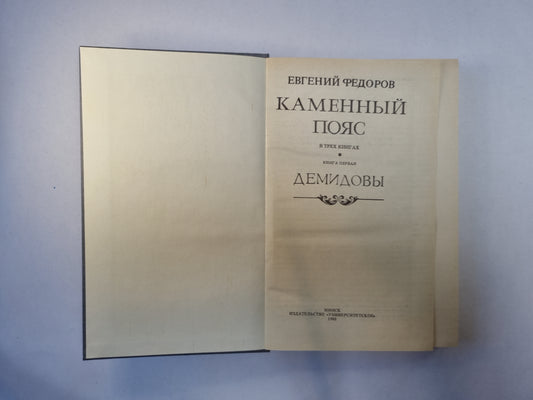 ЕВГЕНИЙ ФЕДОРОВ
КАМЕННЫЙ
ПОЯС
В ТРЕХ КНИГАХ
КНИГА ПЕРВАЯ
ДЕМИДОВЫ
МИНСК
ИЗДАТЕЛЬСТВО «УНИВЕРСИТЕТСКОЕ»